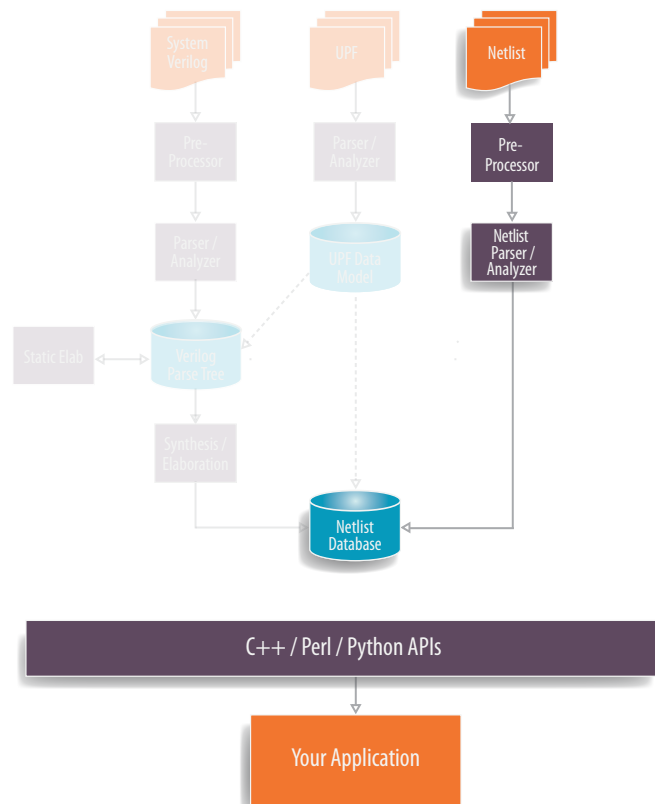 System
Verilog
UPF
Netlist
Pre-
Processor
Parser /
Analyzer
Pre-
Processor
Parser /
Analyzer
UPF Data
Model
Netlist
Parser /
Analyzer
Static Elab
Verilog
Parse Tree
Synthesis /
Elaboration
Netlist
Database
C++ / Perl / Python APIs
Your Application